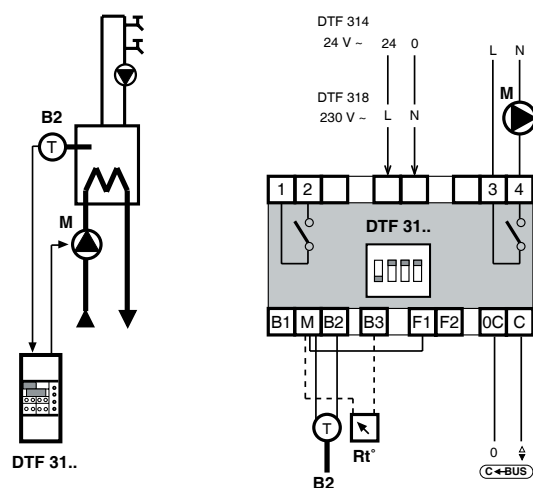 B2
T
M
DTF 31..
DTF 314
24 V ~ 24 0
DTF 318
230 V ~ L N
L N
M
1 2 3 4
DTF 31..
B1 M B2 B3 F1 F2 0C C
T
Rt°
B2
0
C BUS